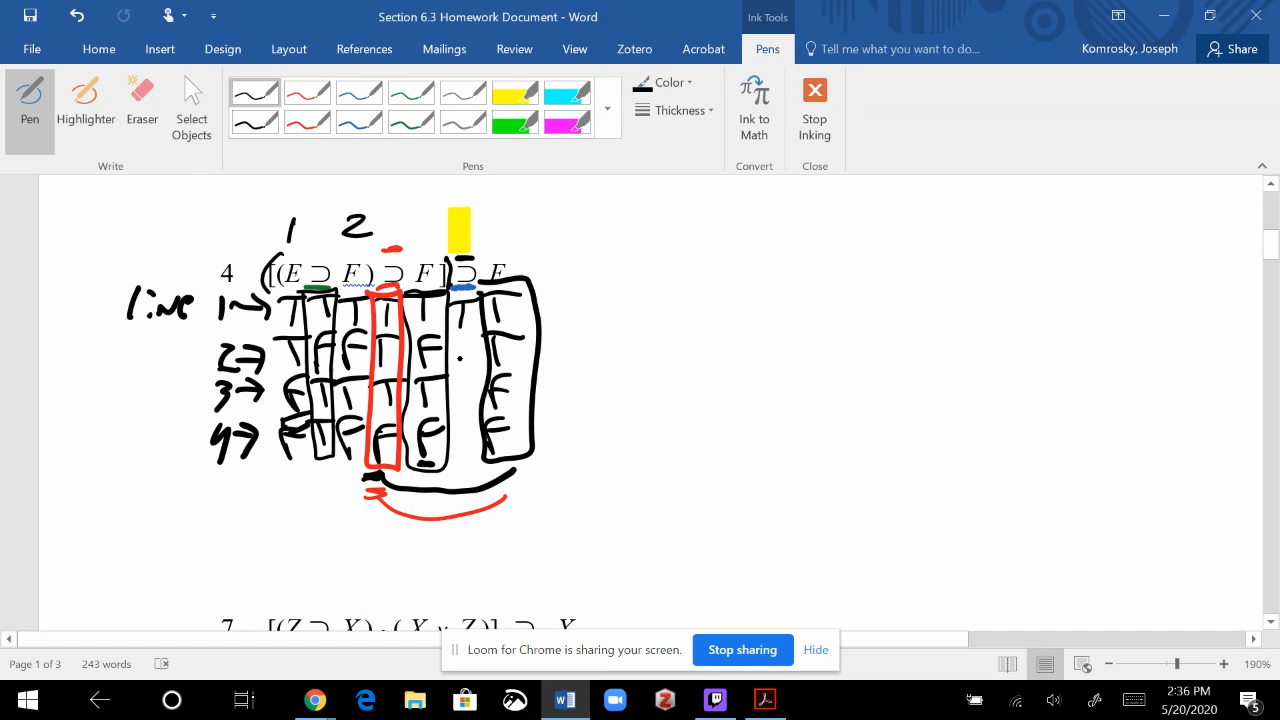 Section 6.3 Homework Document - Word
Ink Tools
File Home Insert Design Layout References Mailings Review View Zotero Acrobat Pens Tell me what you want to do... Komrosky, Joseph Share
Pen Highlighter Eraser Select Objects Color Thickness Ink to Math Stop Inking
Write Pens Convert Close
1 2
4 [(E ⊃ F) ⊃ F] ⊃ F
line 1→ T T T T T T T
2→ T F F T F T
3→ F T T T T F
4→ F T F F F F
7 [(Z ⊃ X) · (X v Z)] ⊃ X
Loom for Chrome is sharing your screen. Stop sharing Hide
Page 1 of 3 243 words 190%
2:36 PM
5/20/2020
5